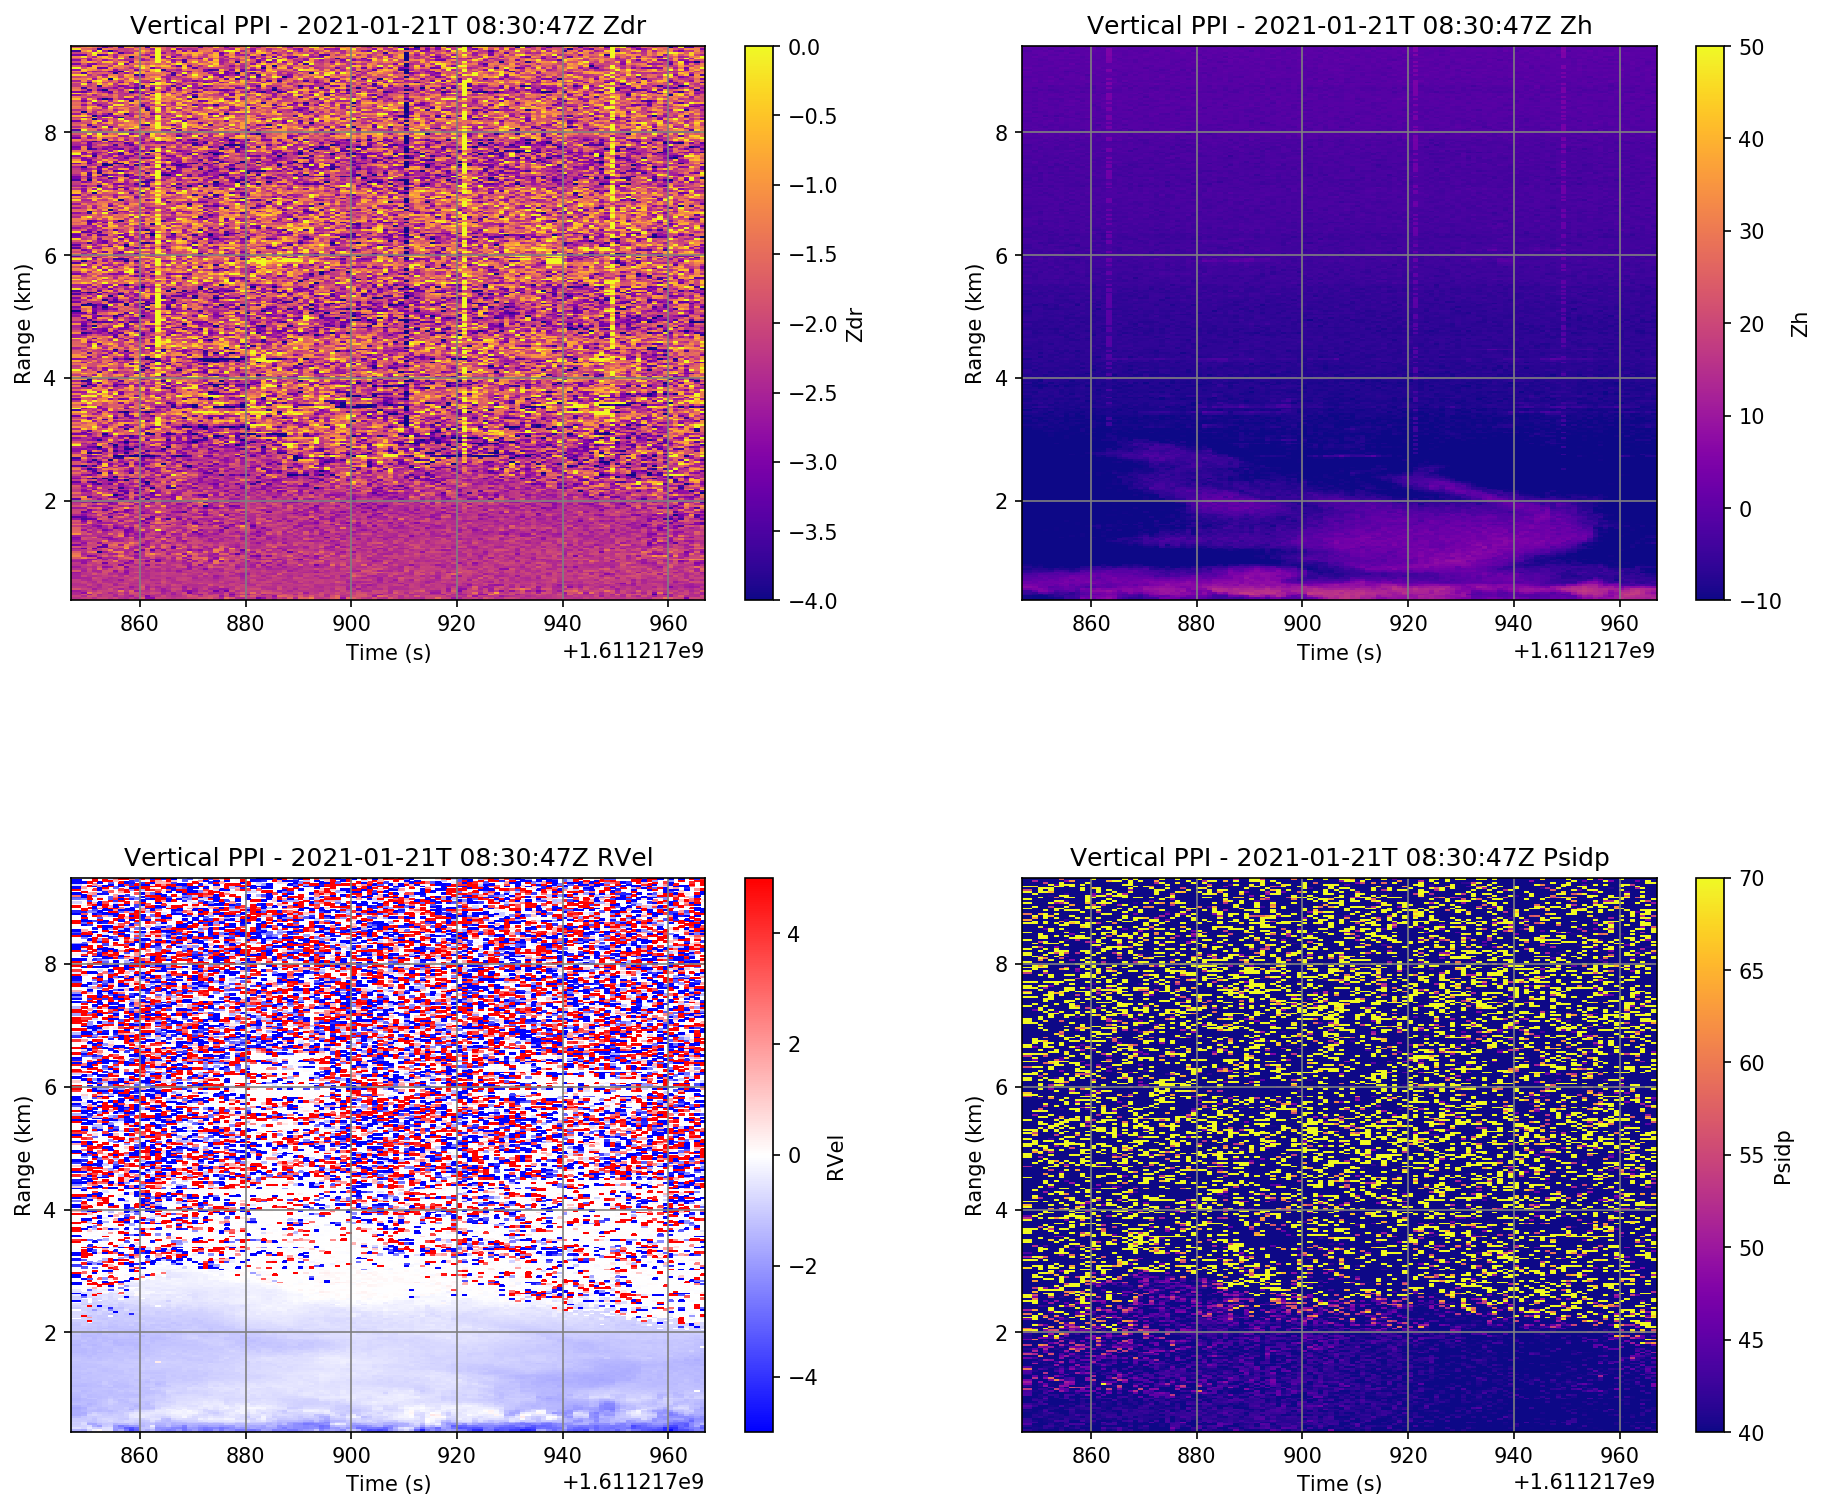 Vertical PPI - 2021-01-21T 08:30:47Z Zdr
Range (km)
8
6
4
2
860 880 900 920 940 960
Time (s)
+1.611217e9
0.0
−0.5
−1.0
−1.5
−2.0
−2.5
−3.0
−3.5
−4.0
Zdr
Vertical PPI - 2021-01-21T 08:30:47Z Zh
Range (km)
8
6
4
2
860 880 900 920 940 960
Time (s)
+1.611217e9
50
40
30
20
10
0
−10
Zh
Vertical PPI - 2021-01-21T 08:30:47Z RVel
Range (km)
8
6
4
2
860 880 900 920 940 960
Time (s)
+1.611217e9
4
2
0
−2
−4
RVel
Vertical PPI - 2021-01-21T 08:30:47Z Psidp
Range (km)
8
6
4
2
860 880 900 920 940 960
Time (s)
+1.611217e9
70
65
60
55
50
45
40
Psidp